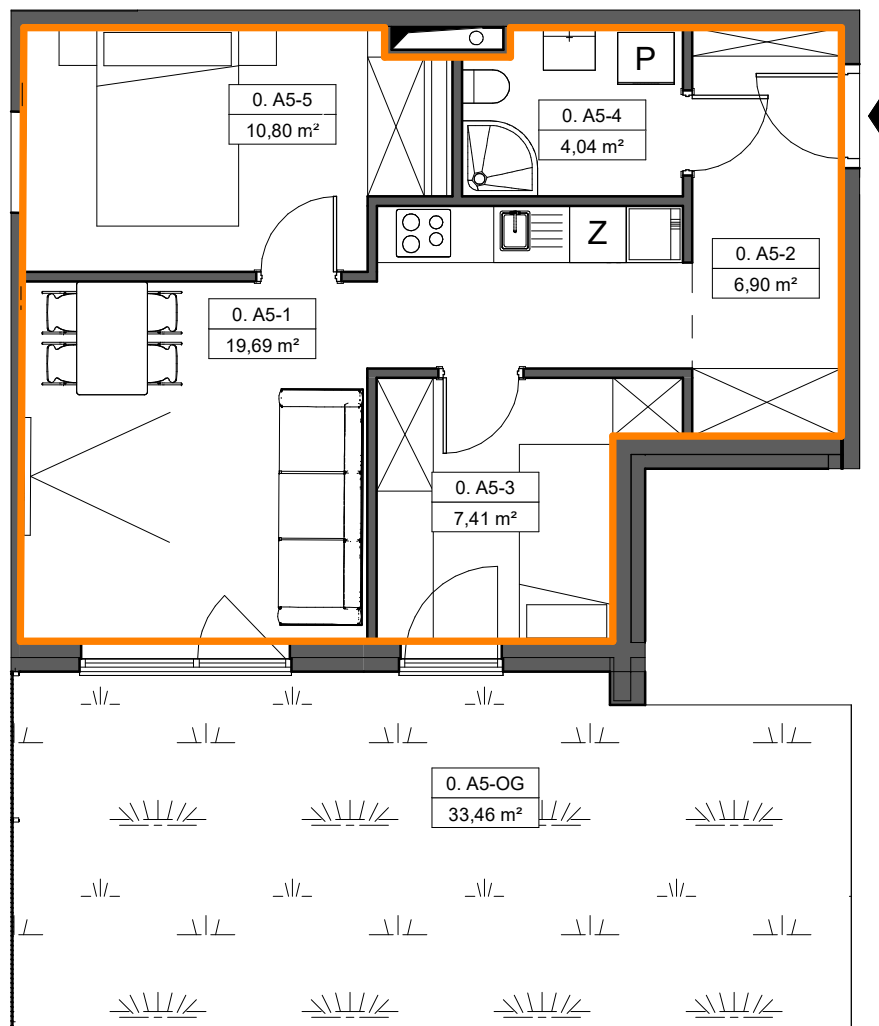 P
0. A5-5
10,80 m²
0. A5-4
4,04 m²
Z
0. A5-2
6,90 m²
0. A5-1
19,69 m²
0. A5-3
7,41 m²
0. A5-OG
33,46 m²